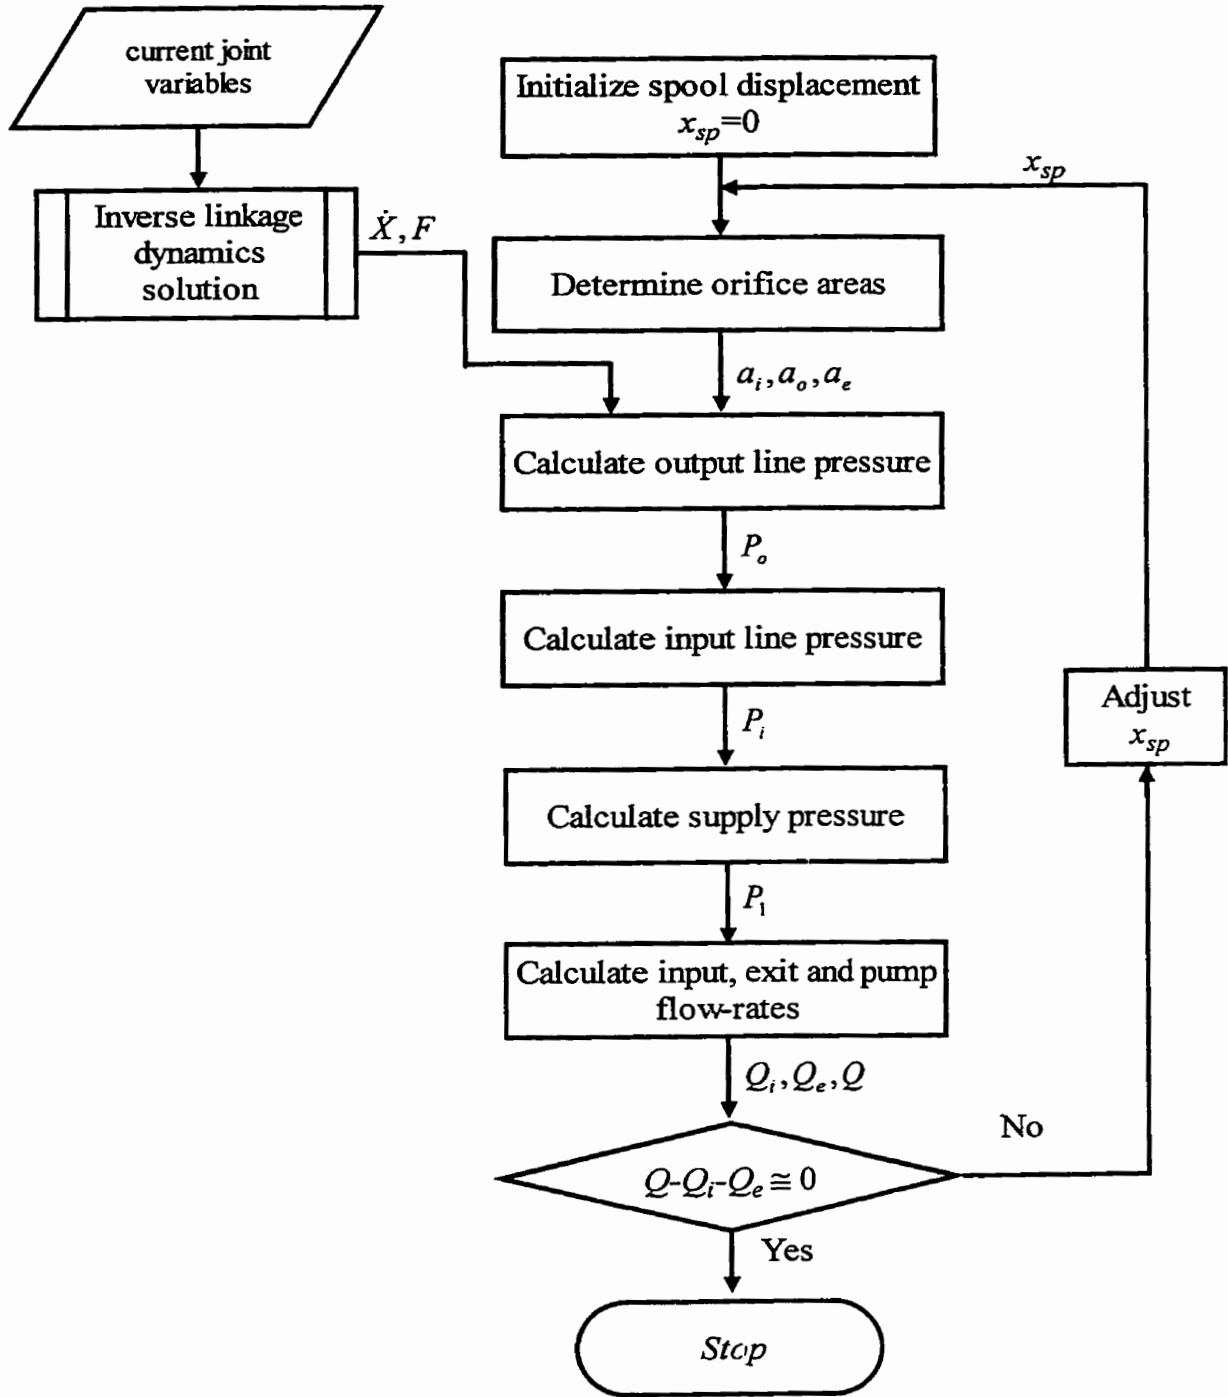 current joint
variables
Initialize spool displacement
x_sp=0
x_sp
Inverse linkage
dynamics
solution
Ẋ, F
Determine orifice areas
a_i, a_o, a_e
Calculate output line pressure
P_o
Calculate input line pressure
P_i
Adjust
x_sp
Calculate supply pressure
P_1
Calculate input, exit and pump
flow-rates
Q_i, Q_e, Q
No
Q-Q_i-Q_e ≅ 0
Yes
Stop